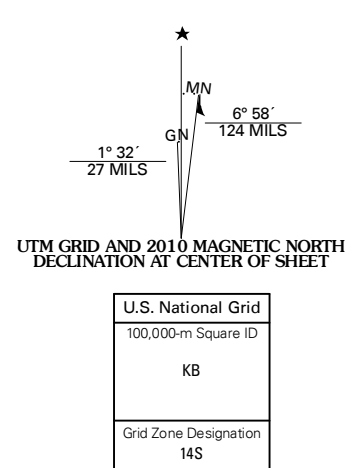 MN
6° 58´
124 MILS
GN
1° 32´
27 MILS
UTM GRID AND 2010 MAGNETIC NORTH
DECLINATION AT CENTER OF SHEET
U.S. National Grid
100,000-m Square ID
KB
Grid Zone Designation
14S